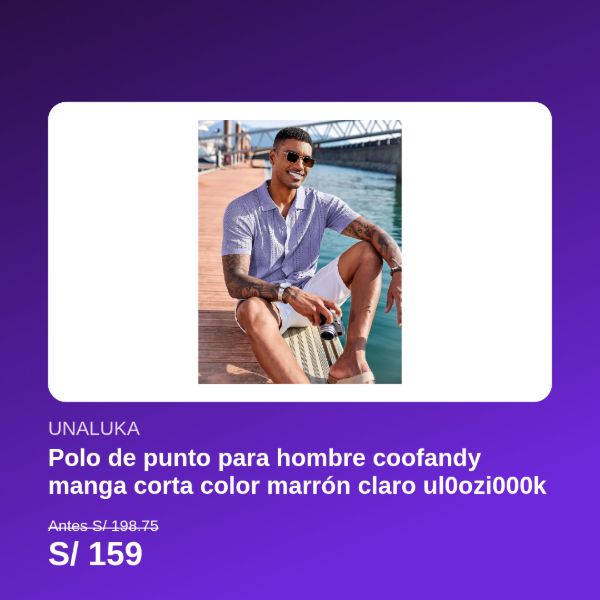 UNALUKA
Polo de punto para hombre coofandy
manga corta color marrón claro ul0ozi000k
Antes S/ 198.75
S/ 159